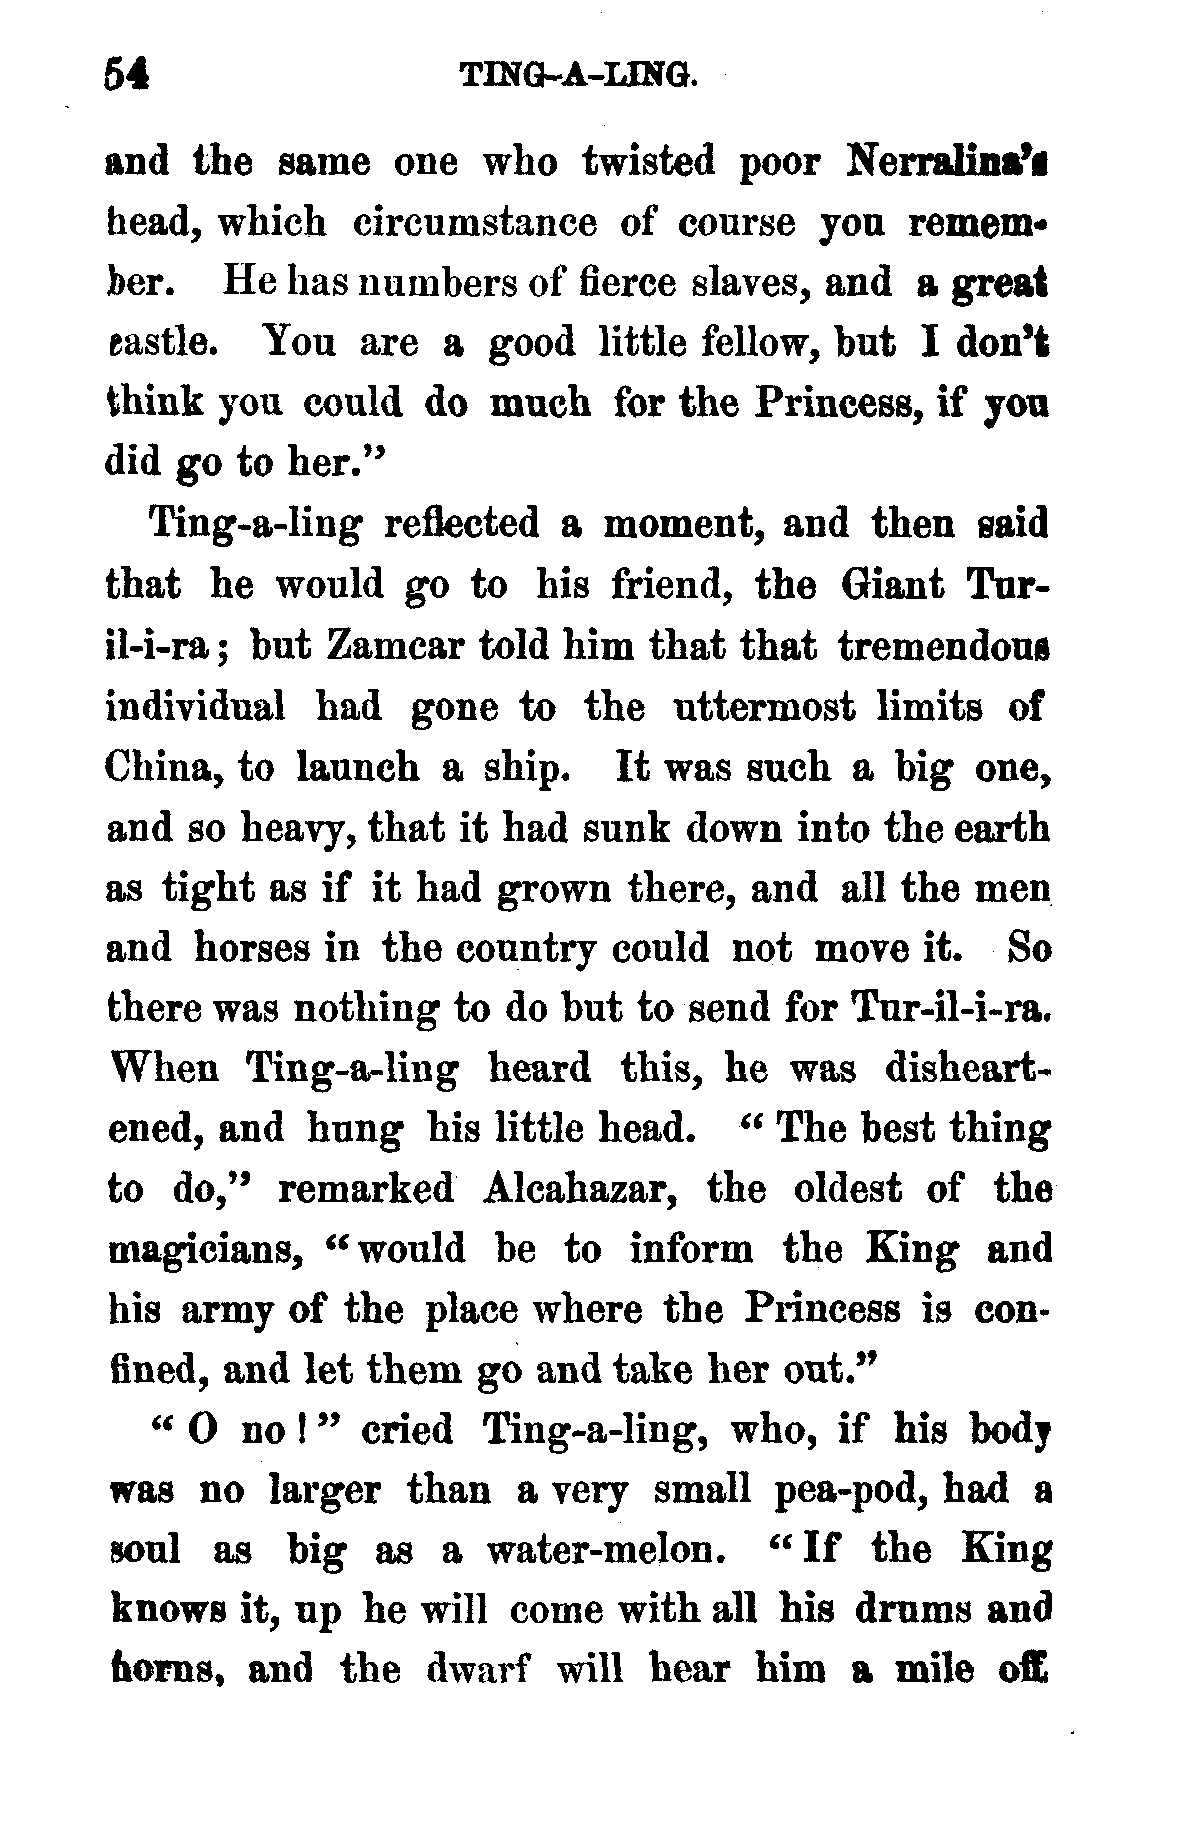 54 TING-A-LING.
and the same one who twisted poor Nerralina's
head, which circumstance of course you remem-
ber. He has numbers of fierce slaves, and a great
castle. You are a good little fellow, but I don't
think you could do much for the Princess, if you
did go to her."
Ting-a-ling reflected a moment, and then said
that he would go to his friend, the Giant Tur-
il-i-ra; but Zamcar told him that that tremendous
individual had gone to the uttermost limits of
China, to launch a ship. It was such a big one,
and so heavy, that it had sunk down into the earth
as tight as if it had grown there, and all the men
and horses in the country could not move it. So
there was nothing to do but to send for Tur-il-i-ra.
When Ting-a-ling heard this, he was disheart-
ened, and hung his little head. "The best thing
to do," remarked Alcahazar, the oldest of the
magicians, "would be to inform the King and
his army of the place where the Princess is con-
fined, and let them go and take her out."
"O no!" cried Ting-a-ling, who, if his body
was no larger than a very small pea-pod, had a
soul as big as a water-melon. "If the King
knows it, up he will come with all his drums and
horns, and the dwarf will hear him a mile off.